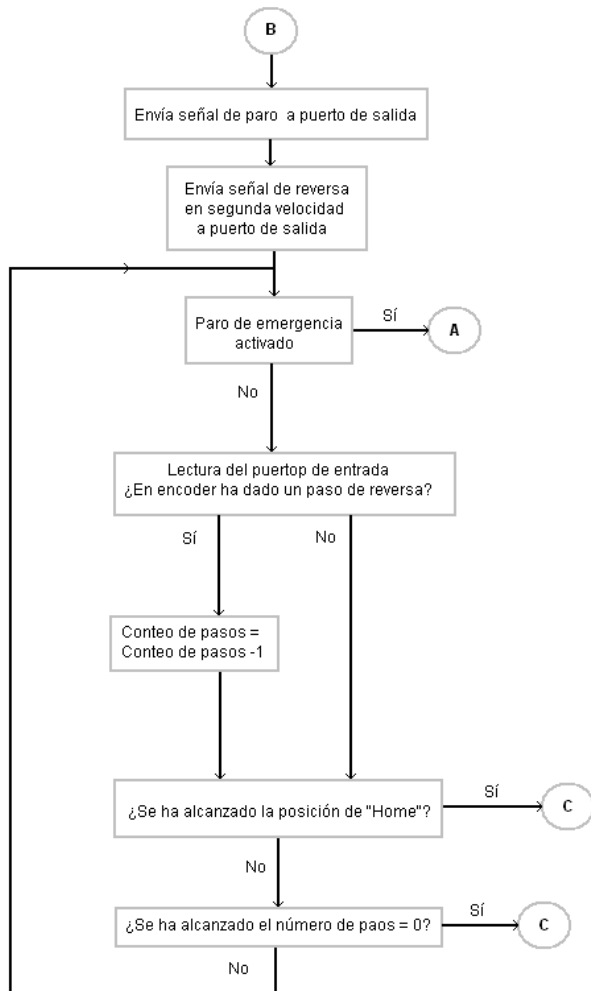 B
Envía señal de paro a puerto de salida
Envía señal de reversa
en segunda velocidad
a puerto de salida
Paro de emergencia
activado
Sí
A
No
Lectura del puertop de entrada
¿En encoder ha dado un paso de reversa?
Sí
No
Conteo de pasos =
Conteo de pasos -1
¿Se ha alcanzado la posición de "Home"?
Sí
C
No
¿Se ha alcanzado el número de paos = 0?
Sí
C
No